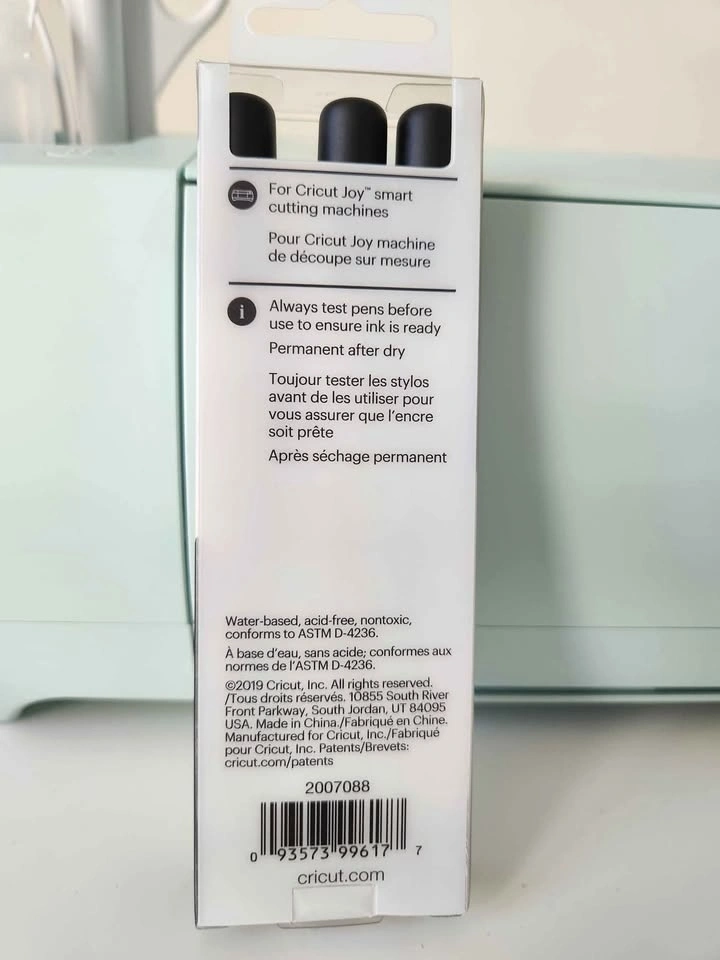 For Cricut Joy™ smart
cutting machines
Pour Cricut Joy machine
de découpe sur mesure
i
Always test pens before
use to ensure ink is ready
Permanent after dry
Toujour tester les stylos
avant de les utiliser pour
vous assurer que l'encre
soit prête
Après séchage permanent
Water-based, acid-free, nontoxic,
conforms to ASTM D-4236.
À base d'eau, sans acide; conformes aux
normes de l'ASTM D-4236.
©2019 Cricut, Inc. All rights reserved.
/Tous droits réservés. 10855 South River
Front Parkway, South Jordan, UT 84095
USA. Made in China./Fabriqué en Chine.
Manufactured for Cricut, Inc./Fabriqué
pour Cricut, Inc. Patents/Brevets:
cricut.com/patents
2007088
0 93573 99617 7
cricut.com